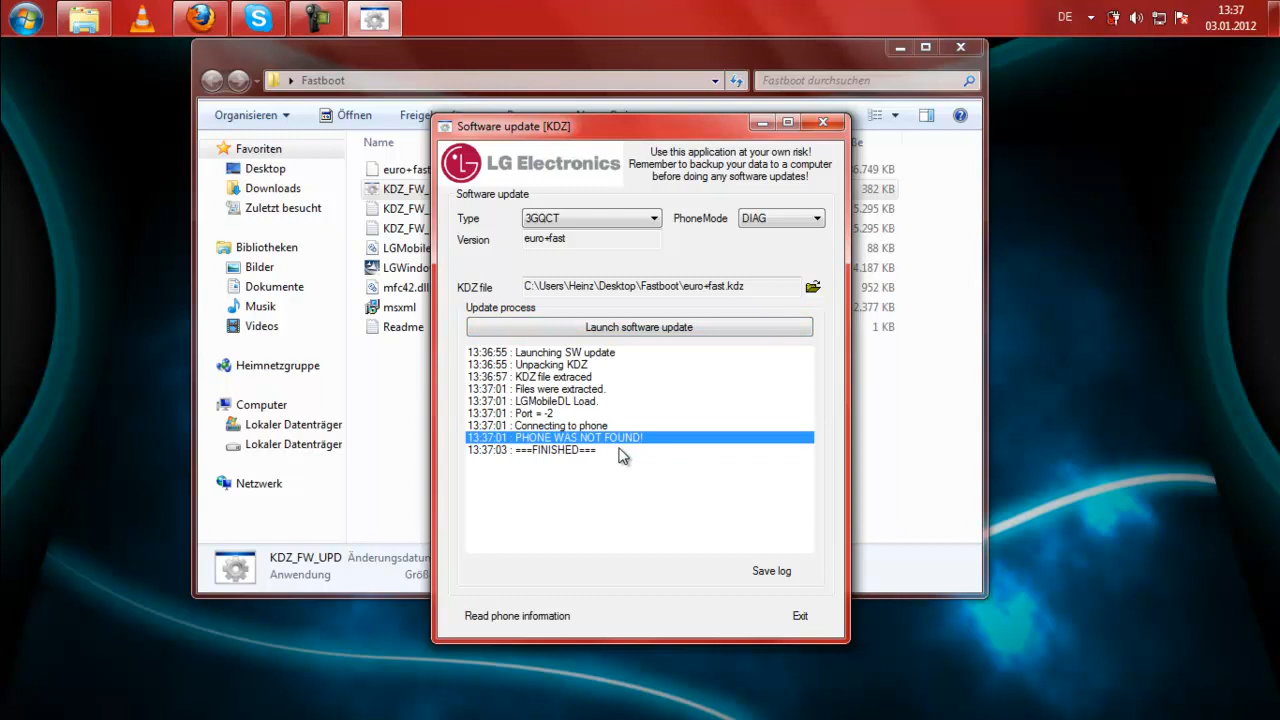 DE
13:37
03.01.2012
Fastboot
Fastboot durchsuchen
Organisieren
Öffnen
Name
Favoriten
Desktop
Downloads
Zuletzt besucht
Bibliotheken
Bilder
Dokumente
Musik
Videos
Heimnetzgruppe
Computer
Lokaler Datenträger
Lokaler Datenträger
Netzwerk
euro+fast
KDZ_FW_
KDZ_FW_
KDZ_FW_
LGMobile
LGWindo
mfc42.dll
msxml
Readme
6.749 KB
382 KB
5.295 KB
5.295 KB
88 KB
4.187 KB
952 KB
2.377 KB
1 KB
KDZ_FW_UPD
Änderungsdatu
Anwendung
Größ
Software update [KDZ]
LG Electronics
Use this application at your own risk!
Remember to backup your data to a computer
before doing any software updates!
Software update
Type
3GQCT
PhoneMode
DIAG
Version
euro+fast
KDZ file
C:\Users\Heinz\Desktop\Fastboot\euro+fast.kdz
Update process
Launch software update
13:36:55 : Launching SW update
13:36:55 : Unpacking KDZ
13:36:57 : KDZ file extraced
13:37:01 : Files were extracted.
13:37:01 : LGMobileDL Load.
13:37:01 : Port = -2
13:37:01 : Connecting to phone
13:37:01 : PHONE WAS NOT FOUND!
13:37:03 : ===FINISHED===
Save log
Read phone information
Exit